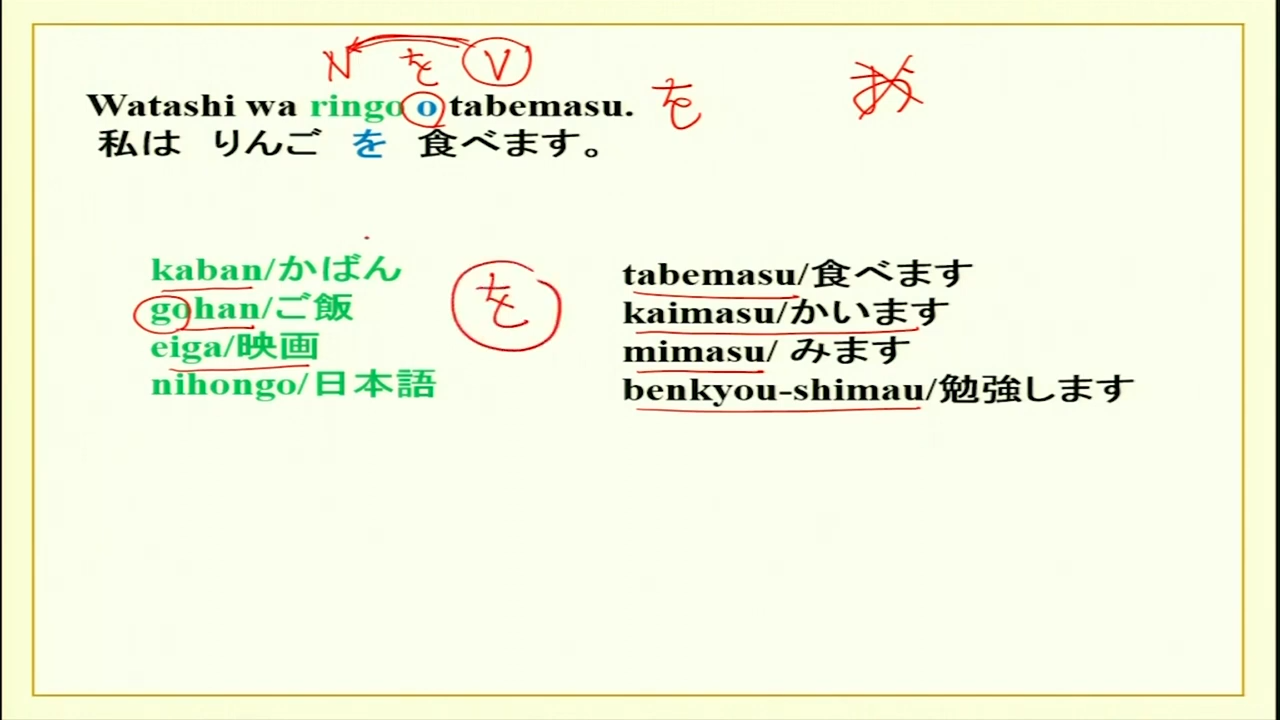 N を V
Watashi wa ringo o tabemasu. を お
私は りんご を 食べます。
kaban/かばん tabemasu/食べます
gohan/ご飯 を kaimasu/かいます
eiga/映画 mimasu/ みます
nihongo/日本語 benkyou-shimau/勉強します